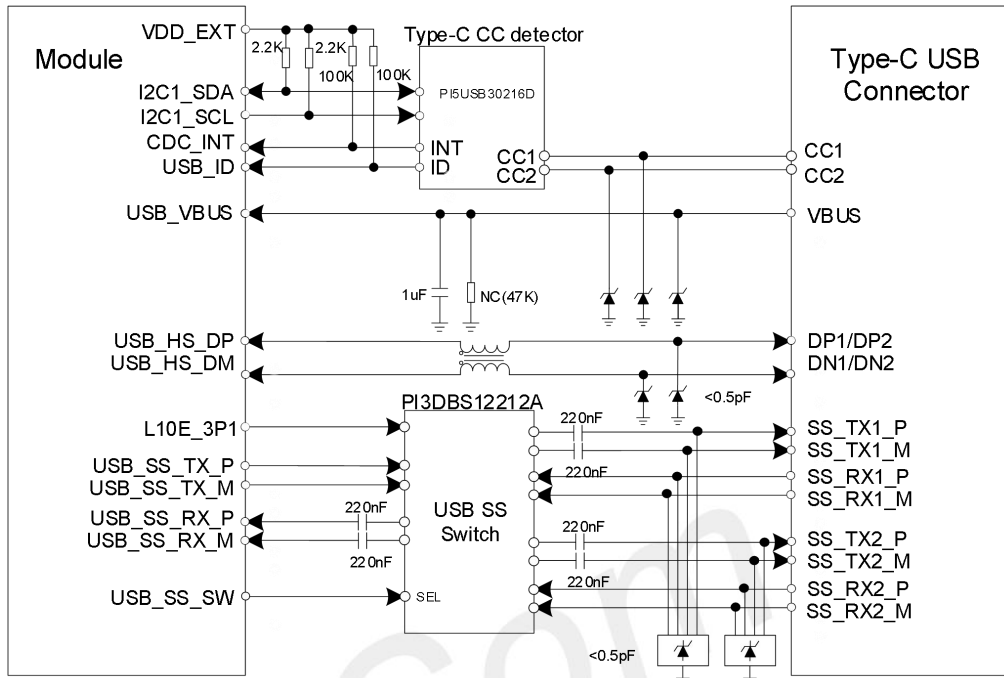 VDD_EXT
2.2K
2.2K
100K
100K
Type-C CC detector
Module
Type-C USB
Connector
I2C1_SDA
PI5USB30216D
I2C1_SCL
CDC_INT
INT
USB_ID
ID
CC1
CC2
CC1
CC2
USB_VBUS
VBUS
1uF
NC(47K)
USB_HS_DP
DP1/DP2
USB_HS_DM
DN1/DN2
<0.5pF
PI3DBS12212A
L10E_3P1
220nF
SS_TX1_P
SS_TX1_M
USB_SS_TX_P
220nF
SS_RX1_P
USB_SS_TX_M
SS_RX1_M
USB_SS_RX_P
220nF
USB SS
Switch
220nF
USB_SS_RX_M
220nF
SS_TX2_P
SS_TX2_M
220nF
SS_RX2_P
USB_SS_SW
SEL
SS_RX2_M
<0.5pF
Com